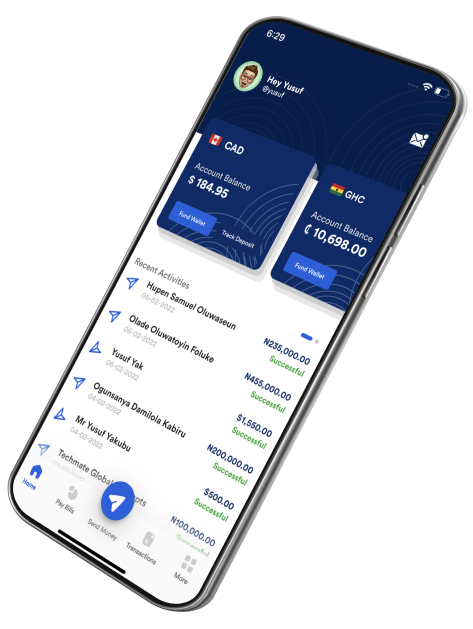 6:29
Hey Yusuf
@yusuf
CAD
Account Balance
$ 184.95
Fund Wallet
Track Deposit
GHC
Account Balance
₵ 10,698.00
Fund Wallet
Recent Activities
Hupen Samuel Oluwaseun
06-02-2022
₦235,000.00
Successful
Olade Oluwatoyin Foluke
06-02-2022
₦455,000.00
Successful
Yusuf Yak
06-02-2022
$1,550.00
Successful
Ogunsanya Damilola Kabiru
04-02-2022
₦200,000.00
Successful
Mr Yusuf Yakubu
04-02-2022
$500.00
Successful
Techmate Global
₦100,000.00
Successful
Home
Pay Bills
Send Money
Transactions
More